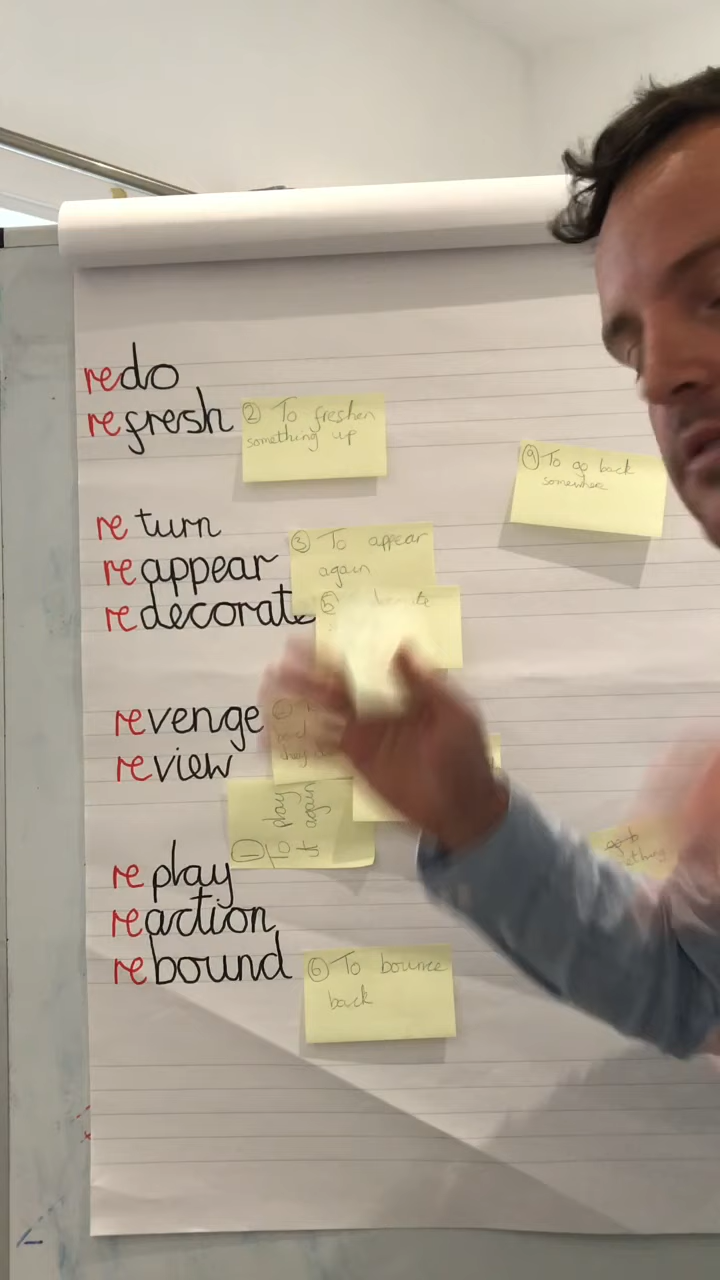 redo
refresh
② To freshen
something up
⑨ To go back
somewhere
return
reappear
③ To appear
again
redecorate
⑤
revenge
review
① To play
it again
replay
reaction
rebound
⑥ To bounce
back